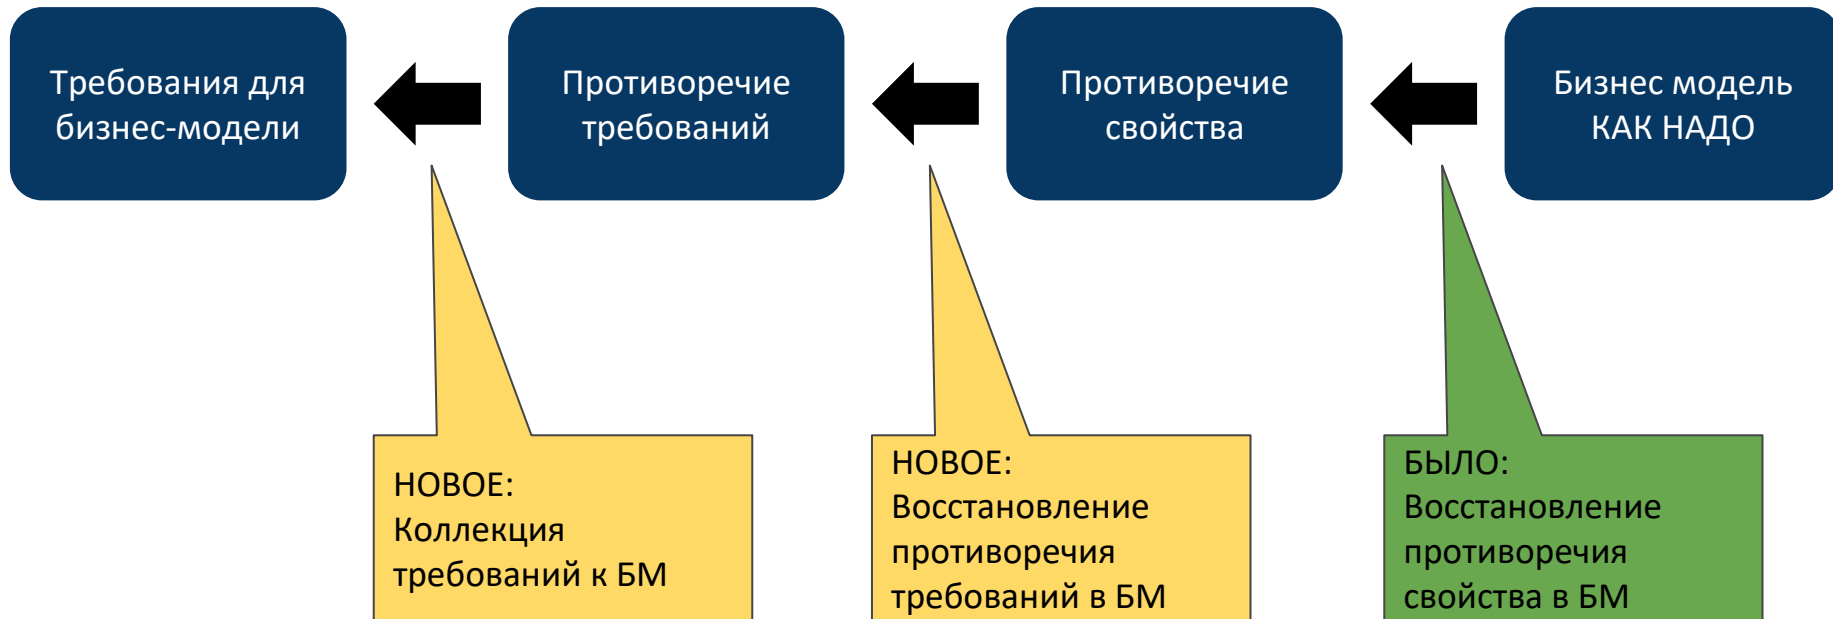 Требования для
бизнес-модели
Противоречие
требований
Противоречие
свойства
Бизнес модель
КАК НАДО
НОВОЕ:
Коллекция
требований к БМ
НОВОЕ:
Восстановление
противоречия
требований в БМ
БЫЛО:
Восстановление
противоречия
свойства в БМ